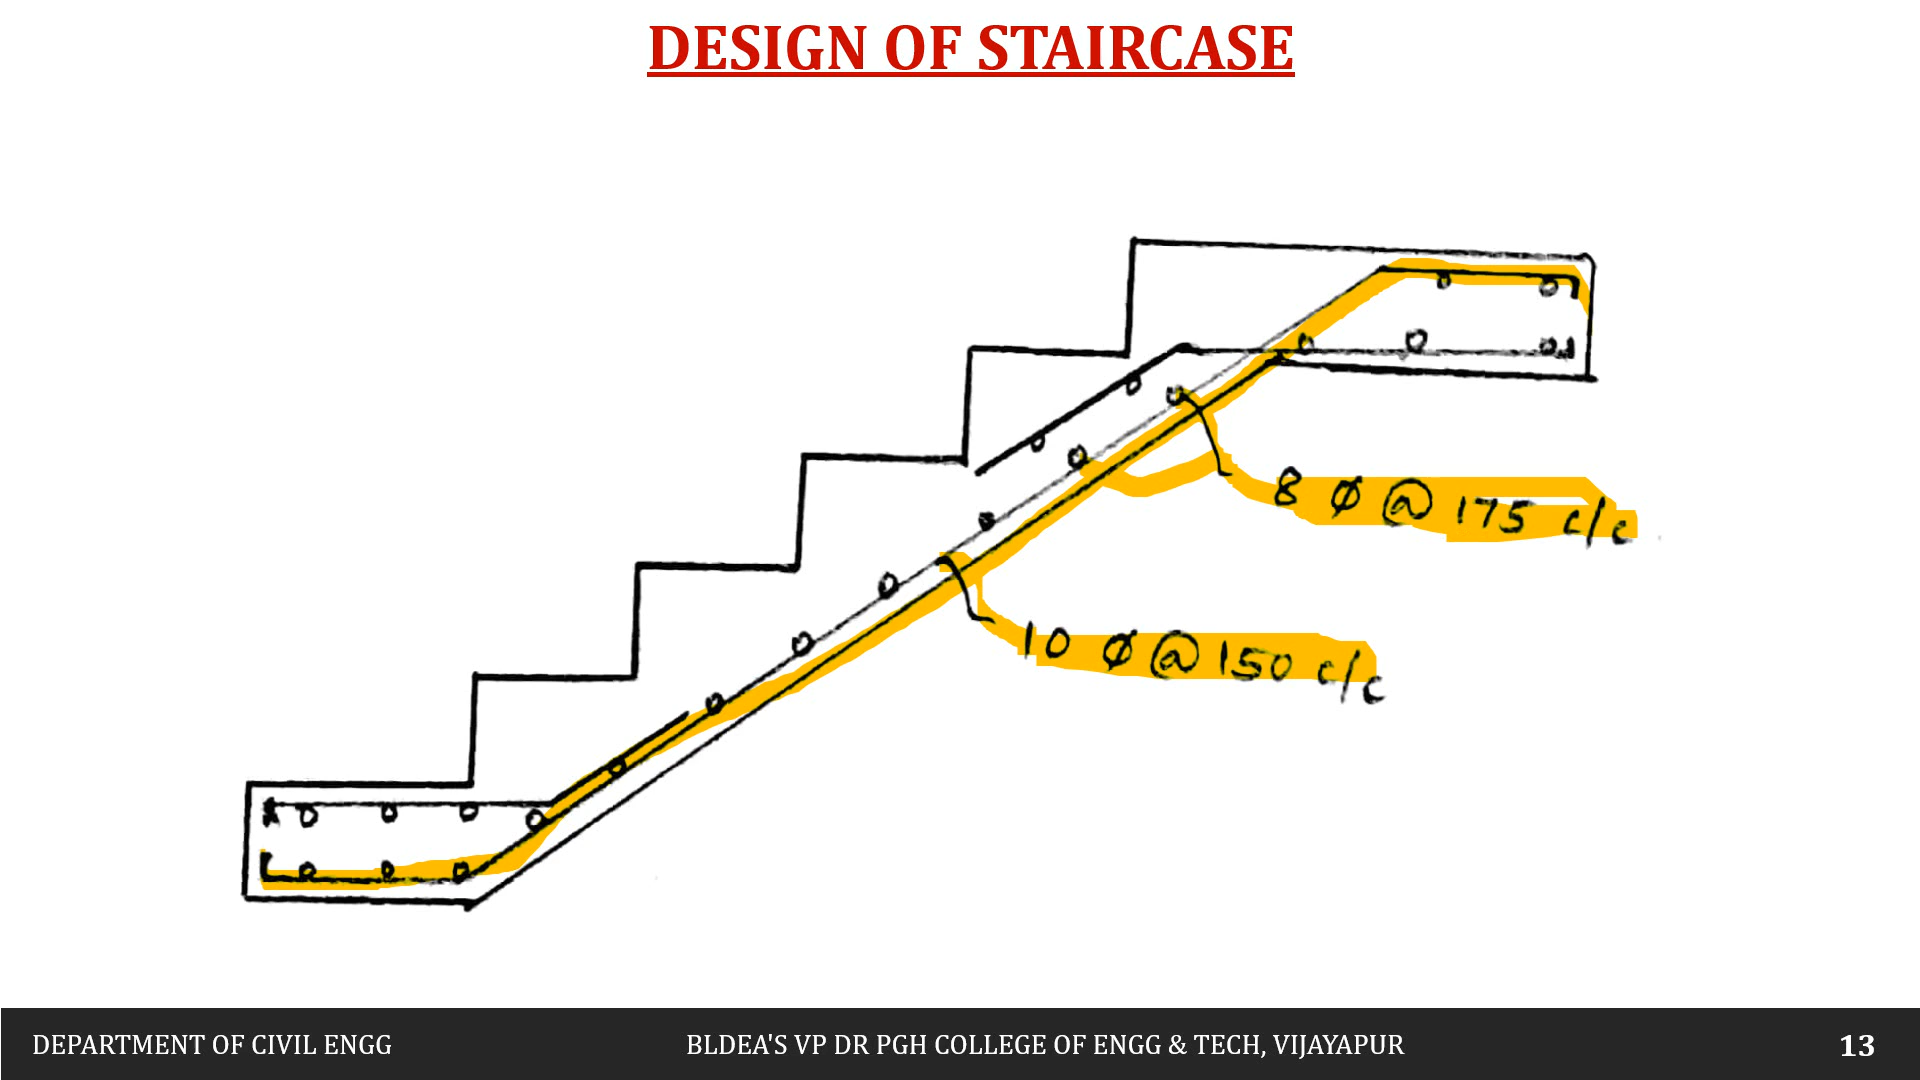 DESIGN OF STAIRCASE
8 Ø @ 175 c/c
10 Ø @ 150 c/c
DEPARTMENT OF CIVIL ENGG
BLDEA'S VP DR PGH COLLEGE OF ENGG & TECH, VIJAYAPUR
13